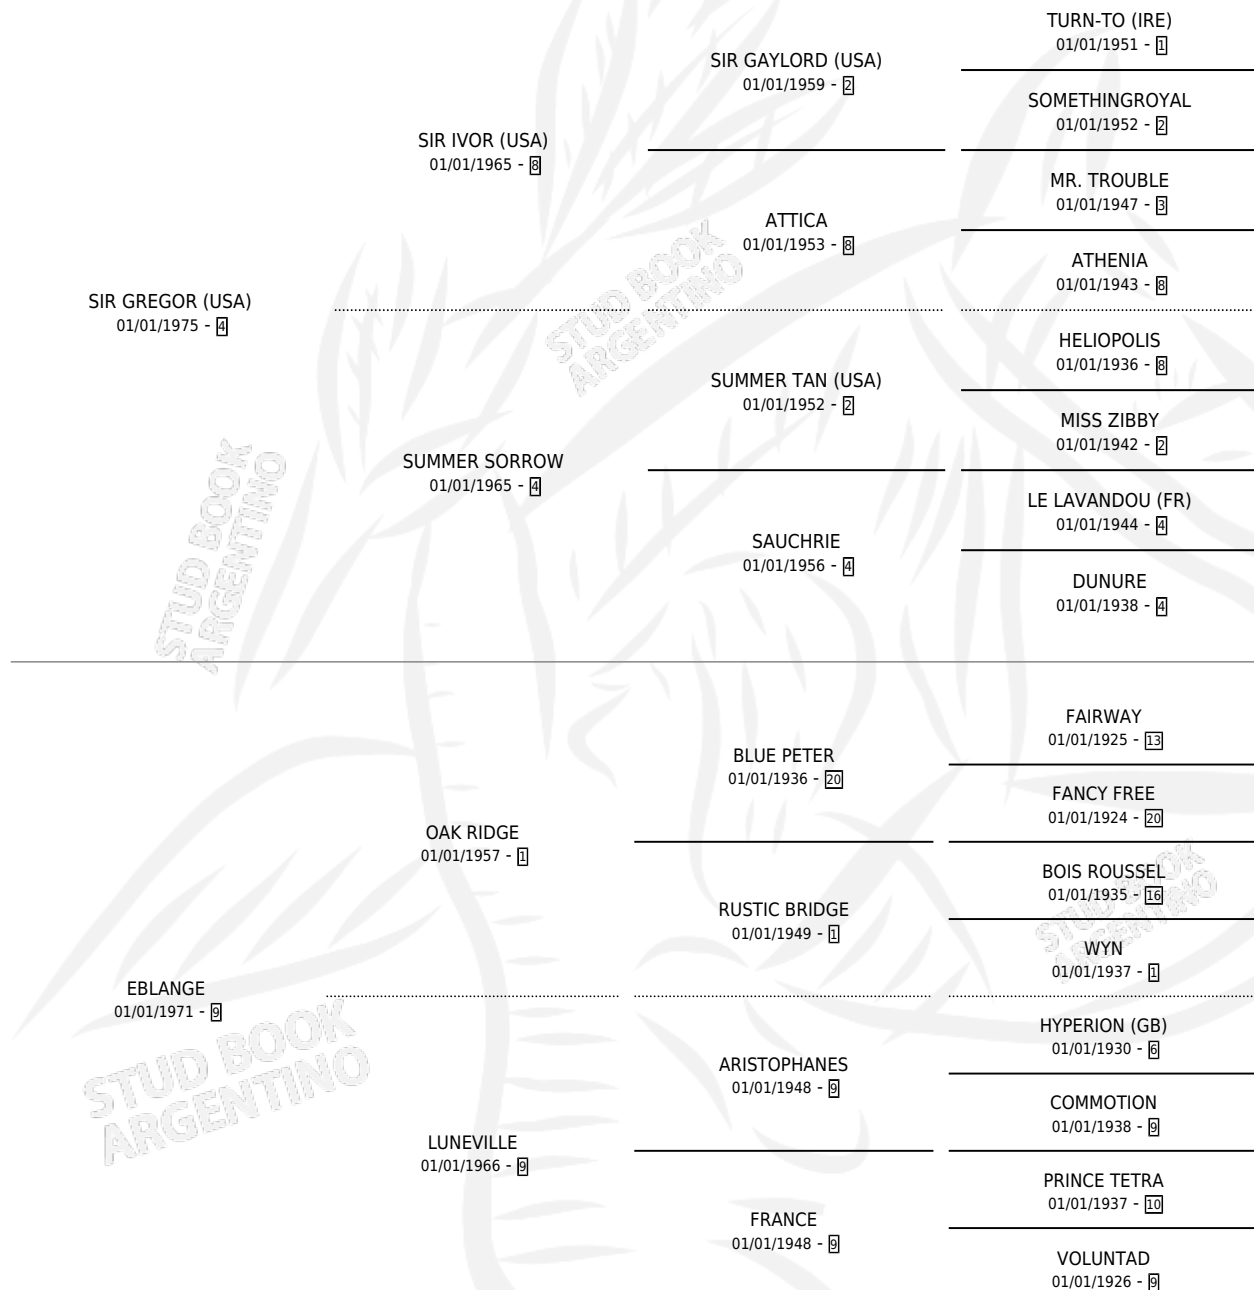 TURN-TO (IRE)
01/01/1951 - 1
SIR GAYLORD (USA)
01/01/1959 - 2
SOMETHINGROYAL
01/01/1952 - 2
SIR IVOR (USA)
01/01/1965 - 8
MR. TROUBLE
01/01/1947 - 3
ATTICA
01/01/1953 - 8
ATHENIA
01/01/1943 - 8
SIR GREGOR (USA)
01/01/1975 - 4
HELIOPOLIS
01/01/1936 - 8
SUMMER TAN (USA)
01/01/1952 - 2
MISS ZIBBY
01/01/1942 - 2
SUMMER SORROW
01/01/1965 - 4
LE LAVANDOU (FR)
01/01/1944 - 4
SAUCHRIE
01/01/1956 - 4
DUNURE
01/01/1938 - 4
FAIRWAY
01/01/1925 - 13
BLUE PETER
01/01/1936 - 20
FANCY FREE
01/01/1924 - 20
OAK RIDGE
01/01/1957 - 1
BOIS ROUSSEL
01/01/1935 - 16
RUSTIC BRIDGE
01/01/1949 - 1
WYN
01/01/1937 - 1
EBLANGE
01/01/1971 - 9
HYPERION (GB)
01/01/1930 - 6
ARISTOPHANES
01/01/1948 - 9
COMMOTION
01/01/1938 - 9
LUNEVILLE
01/01/1966 - 9
PRINCE TETRA
01/01/1937 - 10
FRANCE
01/01/1948 - 9
VOLUNTAD
01/01/1926 - 9
STUD BOOK
ARGENTINO
STUD BOOK
ARGENTINO
STUD BOOK
ARGENTINO
STUD BOOK
ARGENTINO